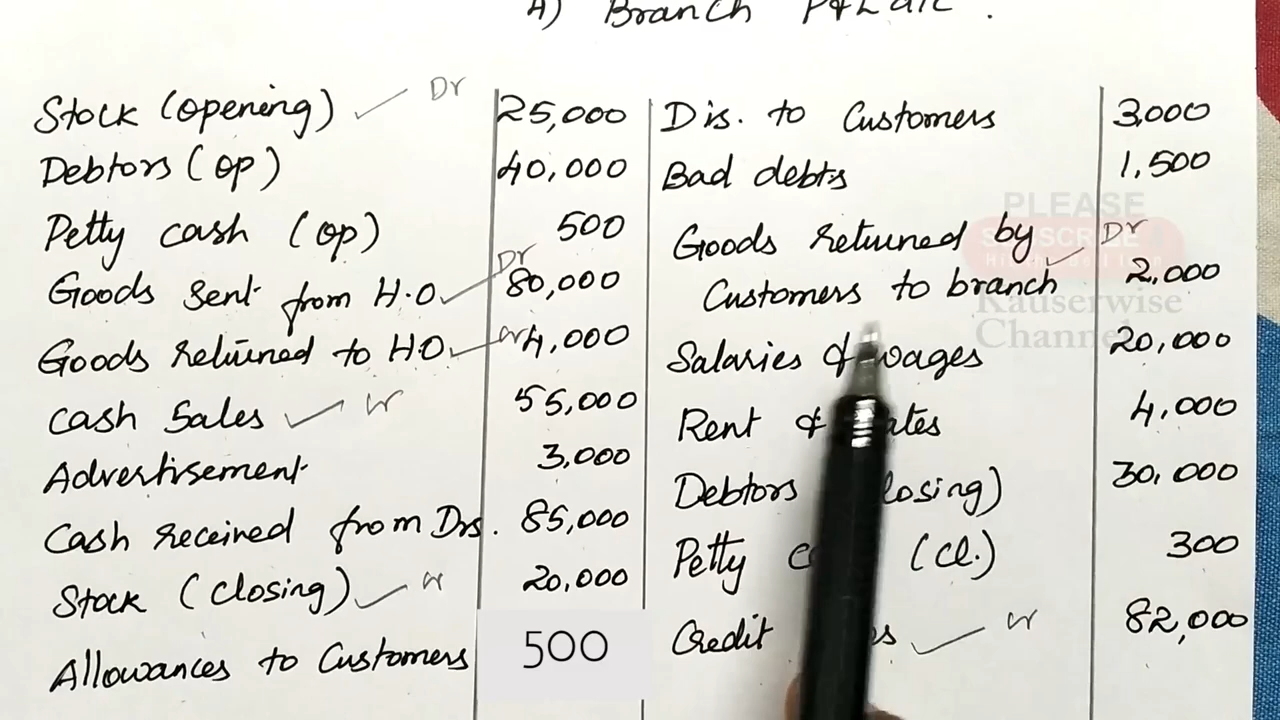 4) Branch P&L a/c.
Stock (opening) Dr 25,000
Debtors (op) 40,000
Petty cash (op) 500
Goods sent from H.O Dr 80,000
Goods returned to H.O. cr 4,000
Cash Sales cr 55,000
Advertisement 3,000
Cash received from Drs. 85,000
Stock (closing) cr 20,000
Allowances to Customers 500
Dis. to Customers 3,000
Bad debts 1,500
Goods returned by Dr
Customers to branch 2,000
Salaries & wages 20,000
Rent & ates 4,000
Debtors losing) 30,000
Petty c (cl.) 300
Credit es cr 82,000
PLEASE
Kauserwise
Channel